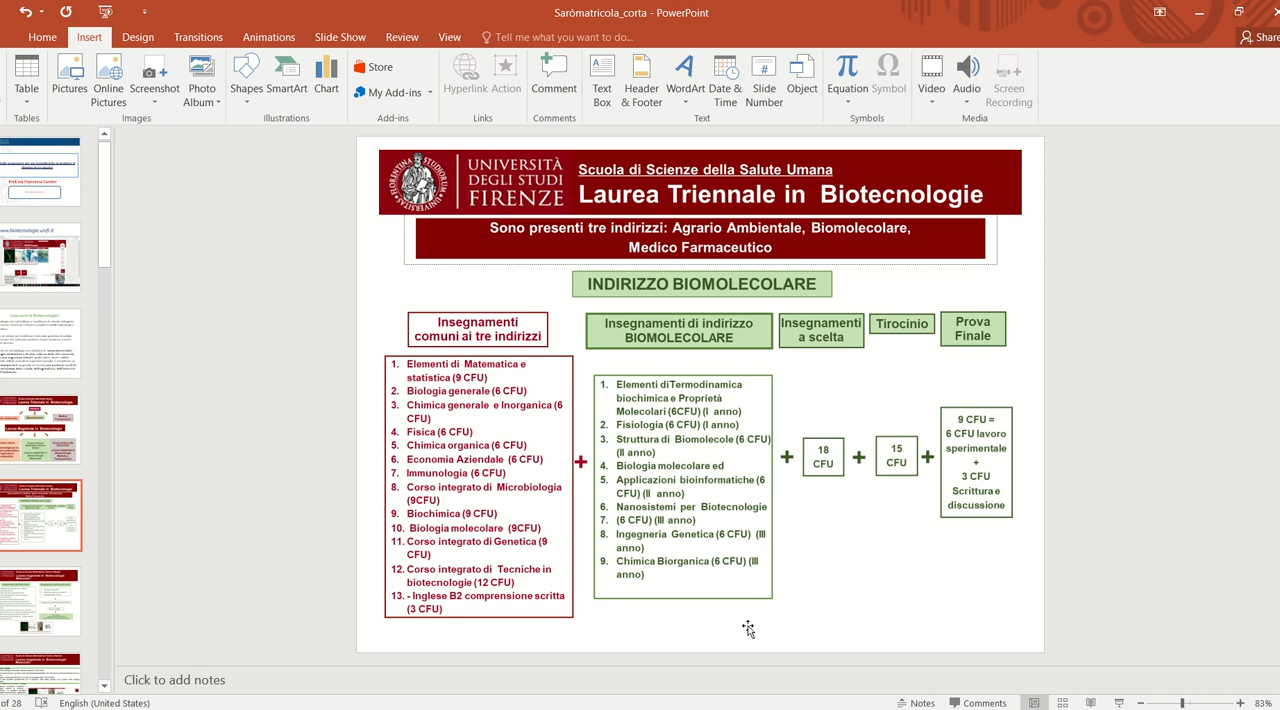 Saròmatricola_corta - PowerPoint
Home Insert Design Transitions Animations Slide Show Review View Tell me what you want to do... Share
Table
Pictures
Online Pictures
Screenshot
Photo Album
Shapes
SmartArt
Chart
Store
My Add-ins
Hyperlink
Action
Comment
Text Box
Header & Footer
WordArt
Date & Time
Slide Number
Object
Equation
Symbol
Video
Audio
Screen Recording
Tables Images Illustrations Add-ins Links Comments Text Symbols Media
www.biotecnologie.unifi.it
UNIVERSITÀ
DEGLI STUDI
FIRENZE
Scuola di Scienze della Salute Umana
Laurea Triennale in Biotecnologie
Sono presenti tre indirizzi: Agrario Ambientale, Biomolecolare,
Medico Farmaceutico
INDIRIZZO BIOMOLECOLARE
Insegnamenti
comuni ai tre indirizzi
1. Elementi di Matematica e
statistica (9 CFU)
2. Biologia generale (6 CFU)
3. Chimica generale e Inorganica (6
CFU)
4. Fisica (6 CFU)
5. Chimica organica (6 CFU)
6. Economia Aziendale (6 CFU)
7. Immunologia (6 CFU)
8. Corso integrato di Microbiologia
(9CFU)
9. Biochimica (9 CFU)
10. Biologia molecolare (9CFU)
11. Corso integrato di Genetica (9
CFU)
12. Corso integrato di Tecniche in
biotecnologie (12 CFU)
13. - Inglese B2 comprensione scritta
(3 CFU)
+
Insegnamenti di indirizzo
BIOMOLECOLARE
1. Elementi diTermodinamica
biochimica e Proprietà
Molecolari (6CFU) (I anno)
2. Fisiologia (6 CFU) (I anno)
3. Struttura di Biomolecole (6 CFU)
(II anno)
4. Biologia molecolare ed
5. Applicazioni bioinformatiche (6
CFU) (II anno)
6. Nanosistemi per Biotecnologie
7. (6 CFU) (III anno)
8. Ingegneria Genetica (6 CFU) (III
anno)
9. Chimica Biorganica (6 CFU) (III
anno)
+
Insegnamenti
a scelta
18
CFU
+
Tirocinio
15
CFU
+
Prova
Finale
9 CFU =
6 CFU lavoro
sperimentale
+
3 CFU
Scrittura e
discussione
Click to add notes
of 28 English (United States) Notes Comments 83%